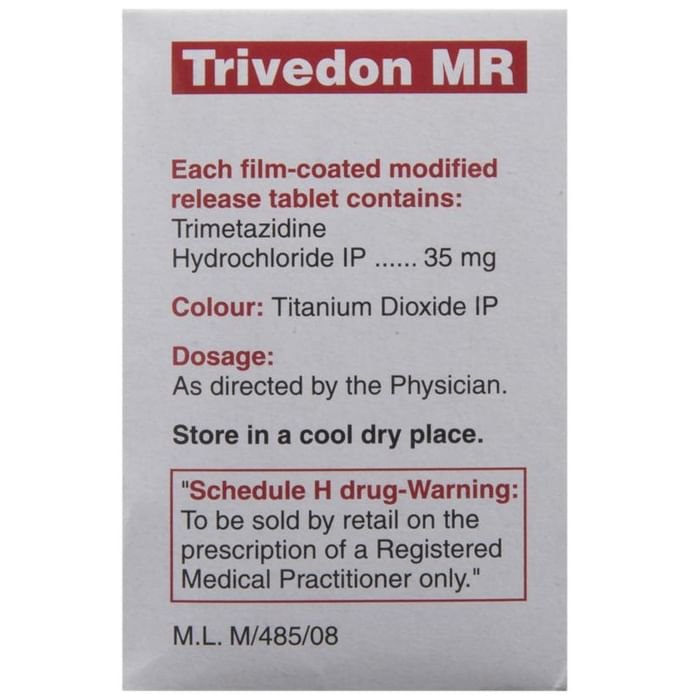 Trivedon MR
Each film-coated modified
release tablet contains:
Trimetazidine
Hydrochloride IP ...... 35 mg
Colour: Titanium Dioxide IP
Dosage:
As directed by the Physician.
Store in a cool dry place.
"Schedule H drug-Warning:
To be sold by retail on the
prescription of a Registered
Medical Practitioner only."
M.L. M/485/08